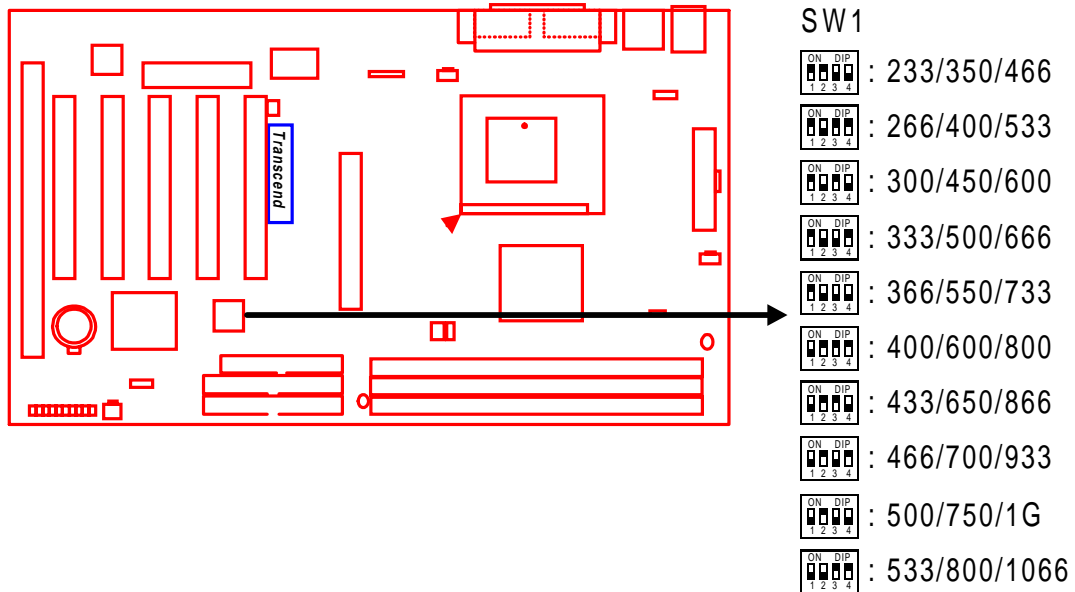 SW1
Transcend
ON DIP
1 2 3 4
: 233/350/466
ON DIP
1 2 3 4
: 266/400/533
ON DIP
1 2 3 4
: 300/450/600
ON DIP
1 2 3 4
: 333/500/666
ON DIP
1 2 3 4
: 366/550/733
ON DIP
1 2 3 4
: 400/600/800
ON DIP
1 2 3 4
: 433/650/866
ON DIP
1 2 3 4
: 466/700/933
ON DIP
1 2 3 4
: 500/750/1G
ON DIP
1 2 3 4
: 533/800/1066